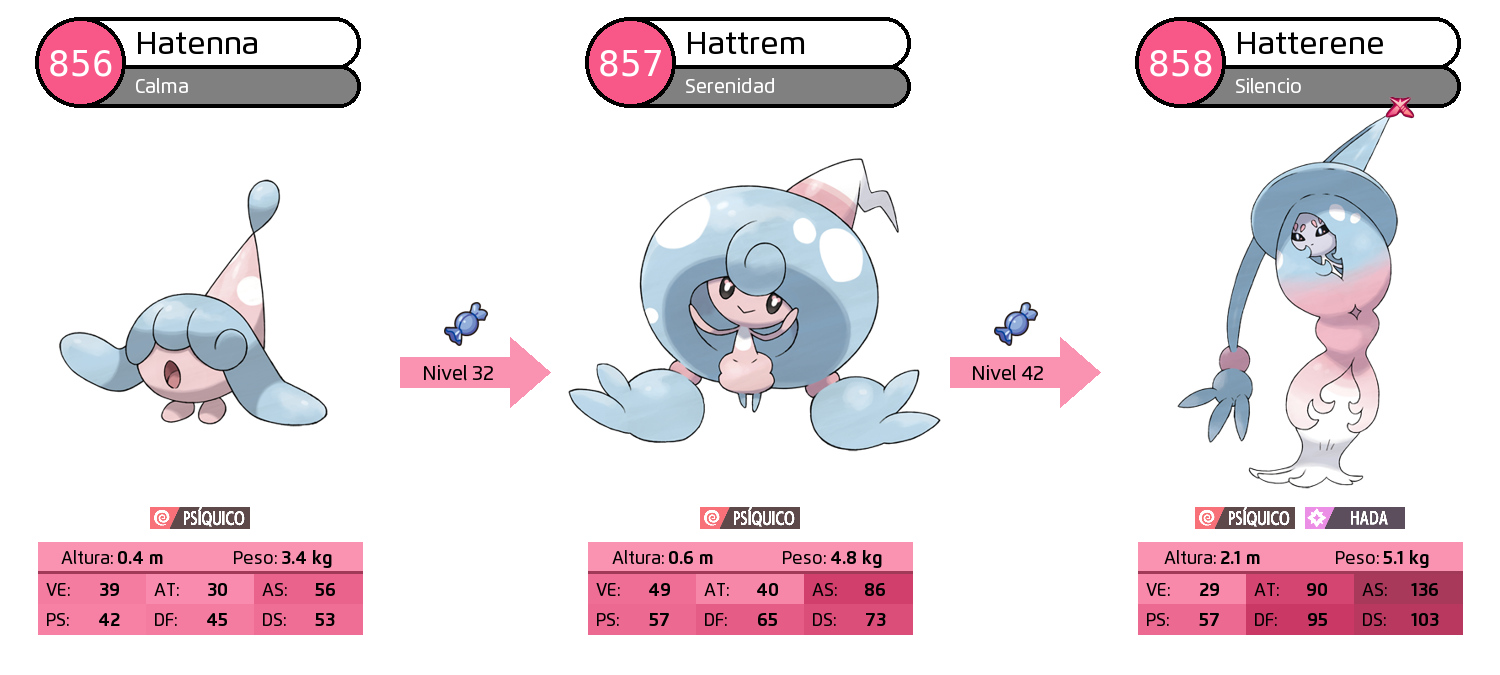 856 Hatenna
Calma
857 Hattrem
Serenidad
858 Hatterene
Silencio
Nivel 32
Nivel 42
PSÍQUICO
Altura: 0.4 m Peso: 3.4 kg
VE: 39 AT: 30 AS: 56
PS: 42 DF: 45 DS: 53
PSÍQUICO
Altura: 0.6 m Peso: 4.8 kg
VE: 49 AT: 40 AS: 86
PS: 57 DF: 65 DS: 73
PSÍQUICO HADA
Altura: 2.1 m Peso: 5.1 kg
VE: 29 AT: 90 AS: 136
PS: 57 DF: 95 DS: 103